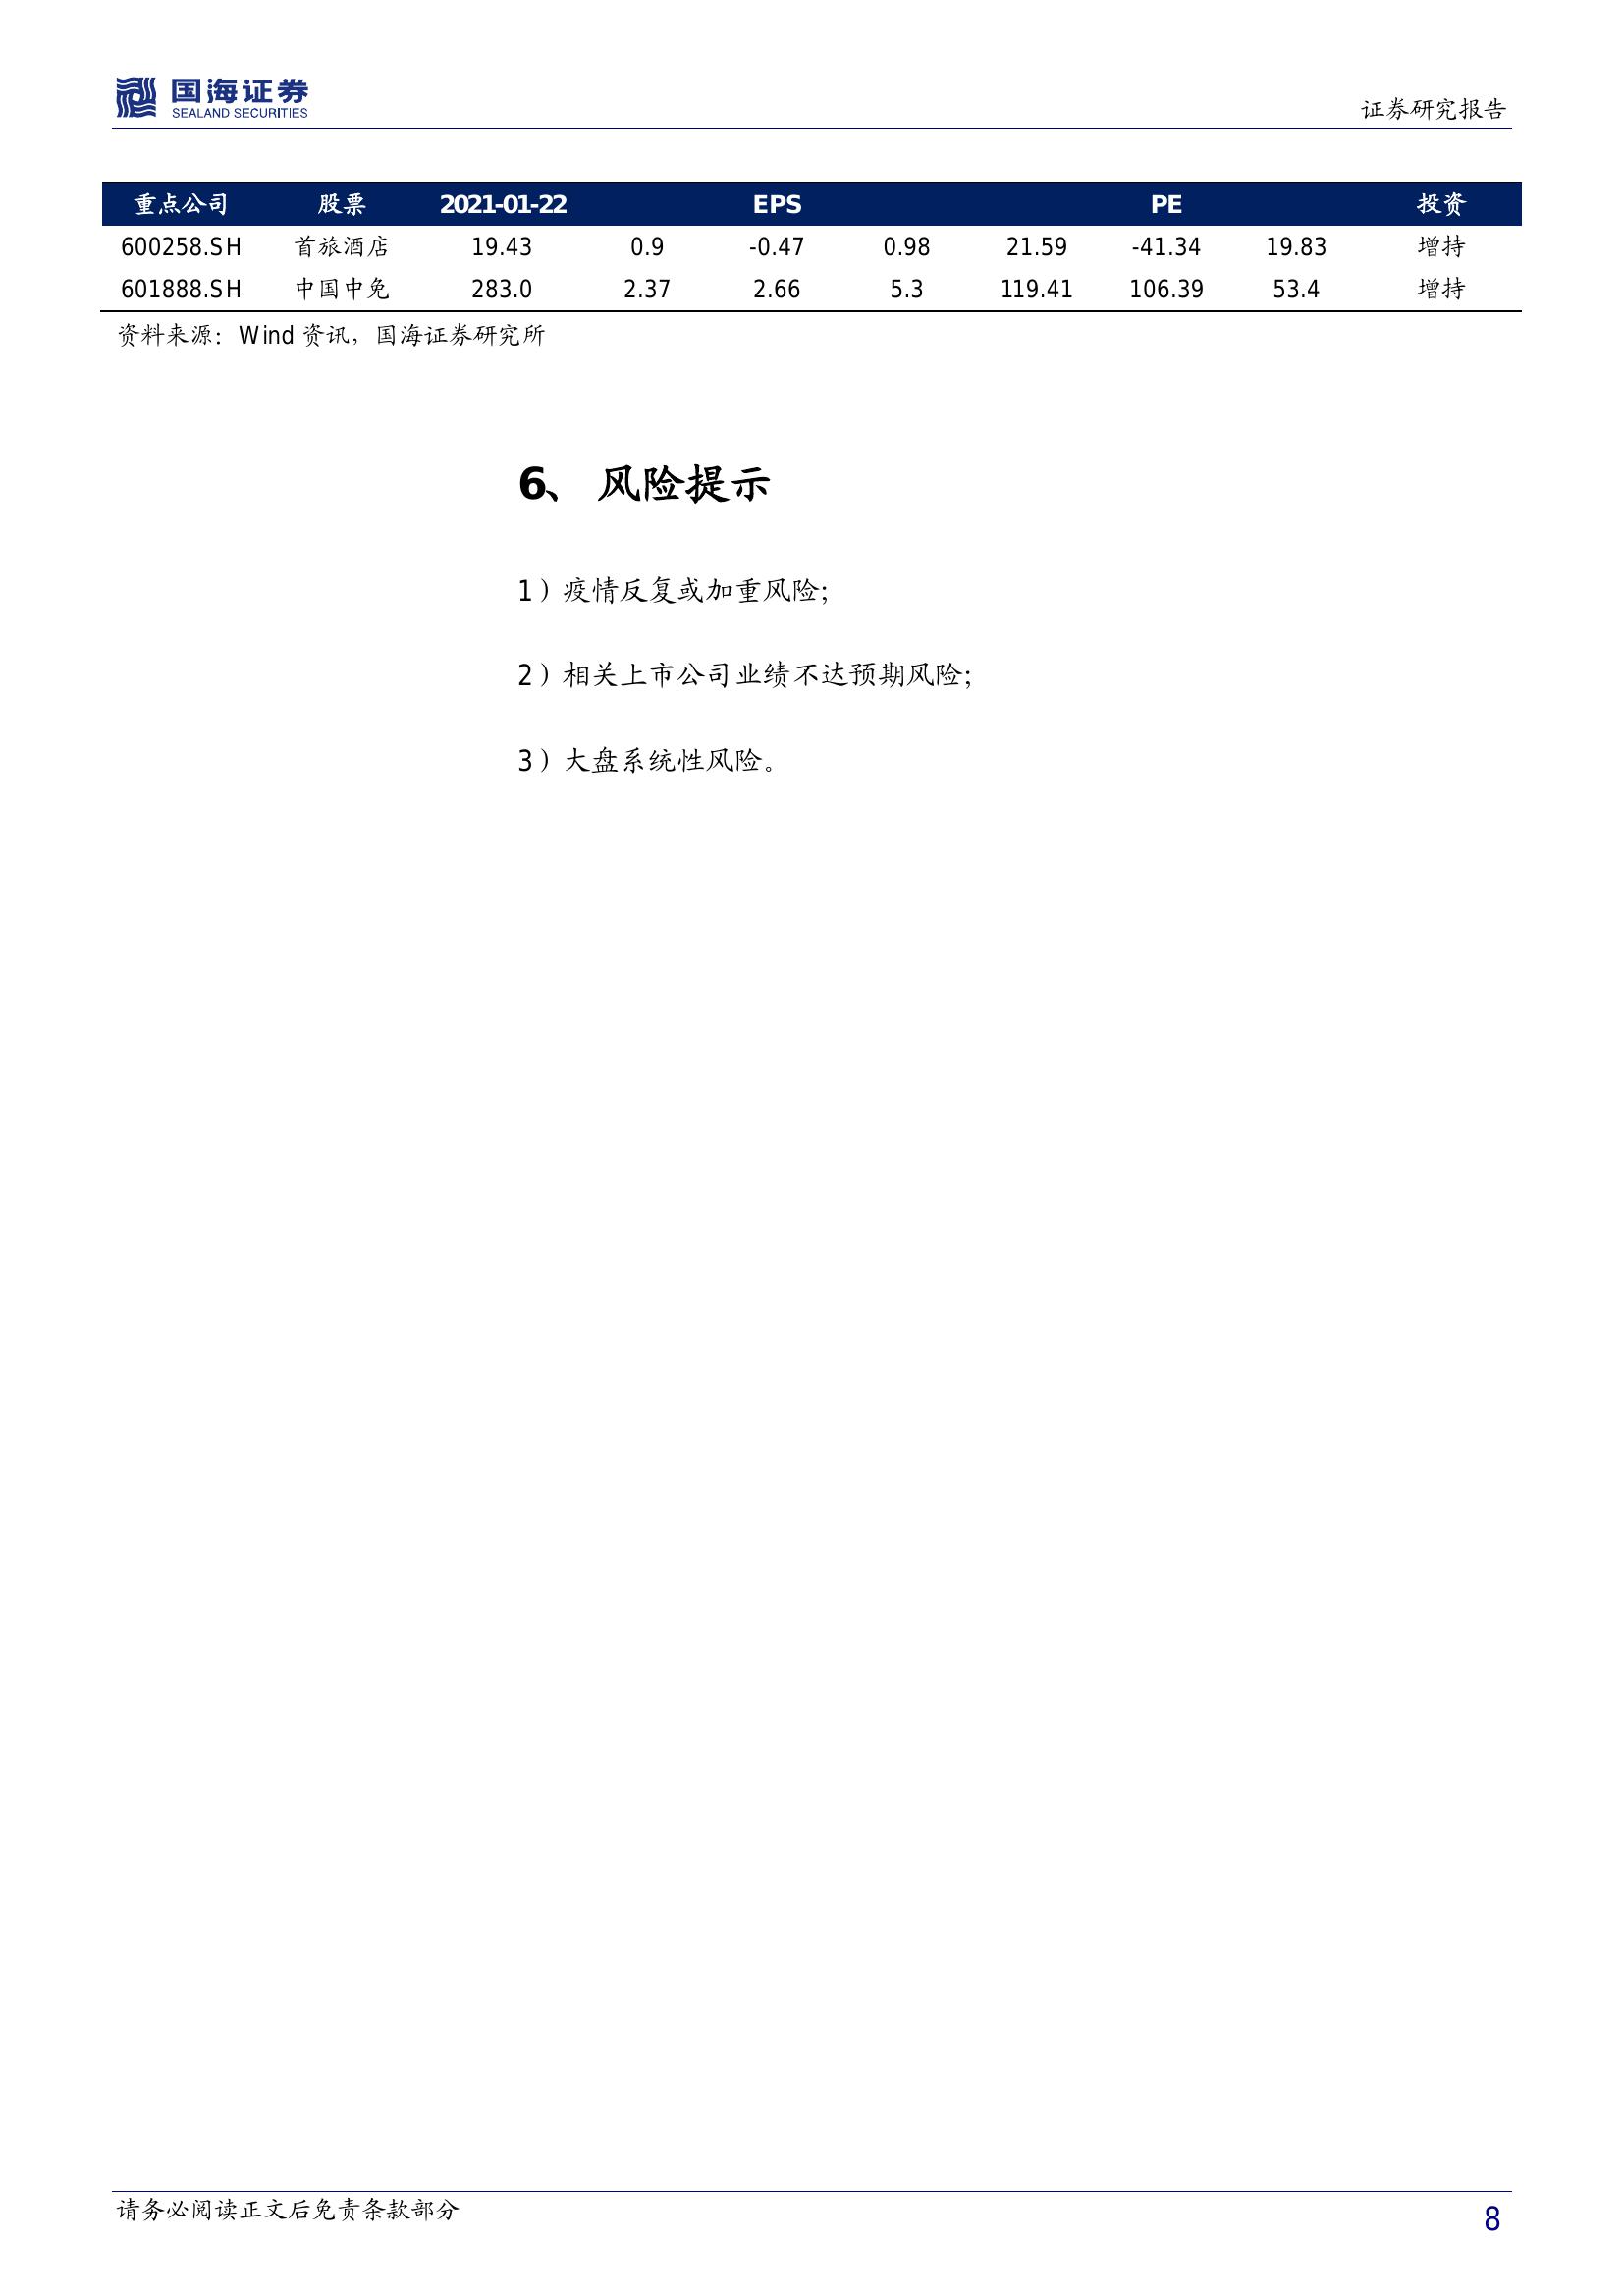 国海证券
SEALAND SECURITIES
证券研究报告
重点公司 股票 2021-01-22 EPS PE 投资
600258.SH 首旅酒店 19.43 0.9 -0.47 0.98 21.59 -41.34 19.83 增持
601888.SH 中国中免 283.0 2.37 2.66 5.3 119.41 106.39 53.4 增持
资料来源：Wind 资讯，国海证券研究所
6、 风险提示
1）疫情反复或加重风险；
2）相关上市公司业绩不达预期风险；
3）大盘系统性风险。
请务必阅读正文后免责条款部分
8